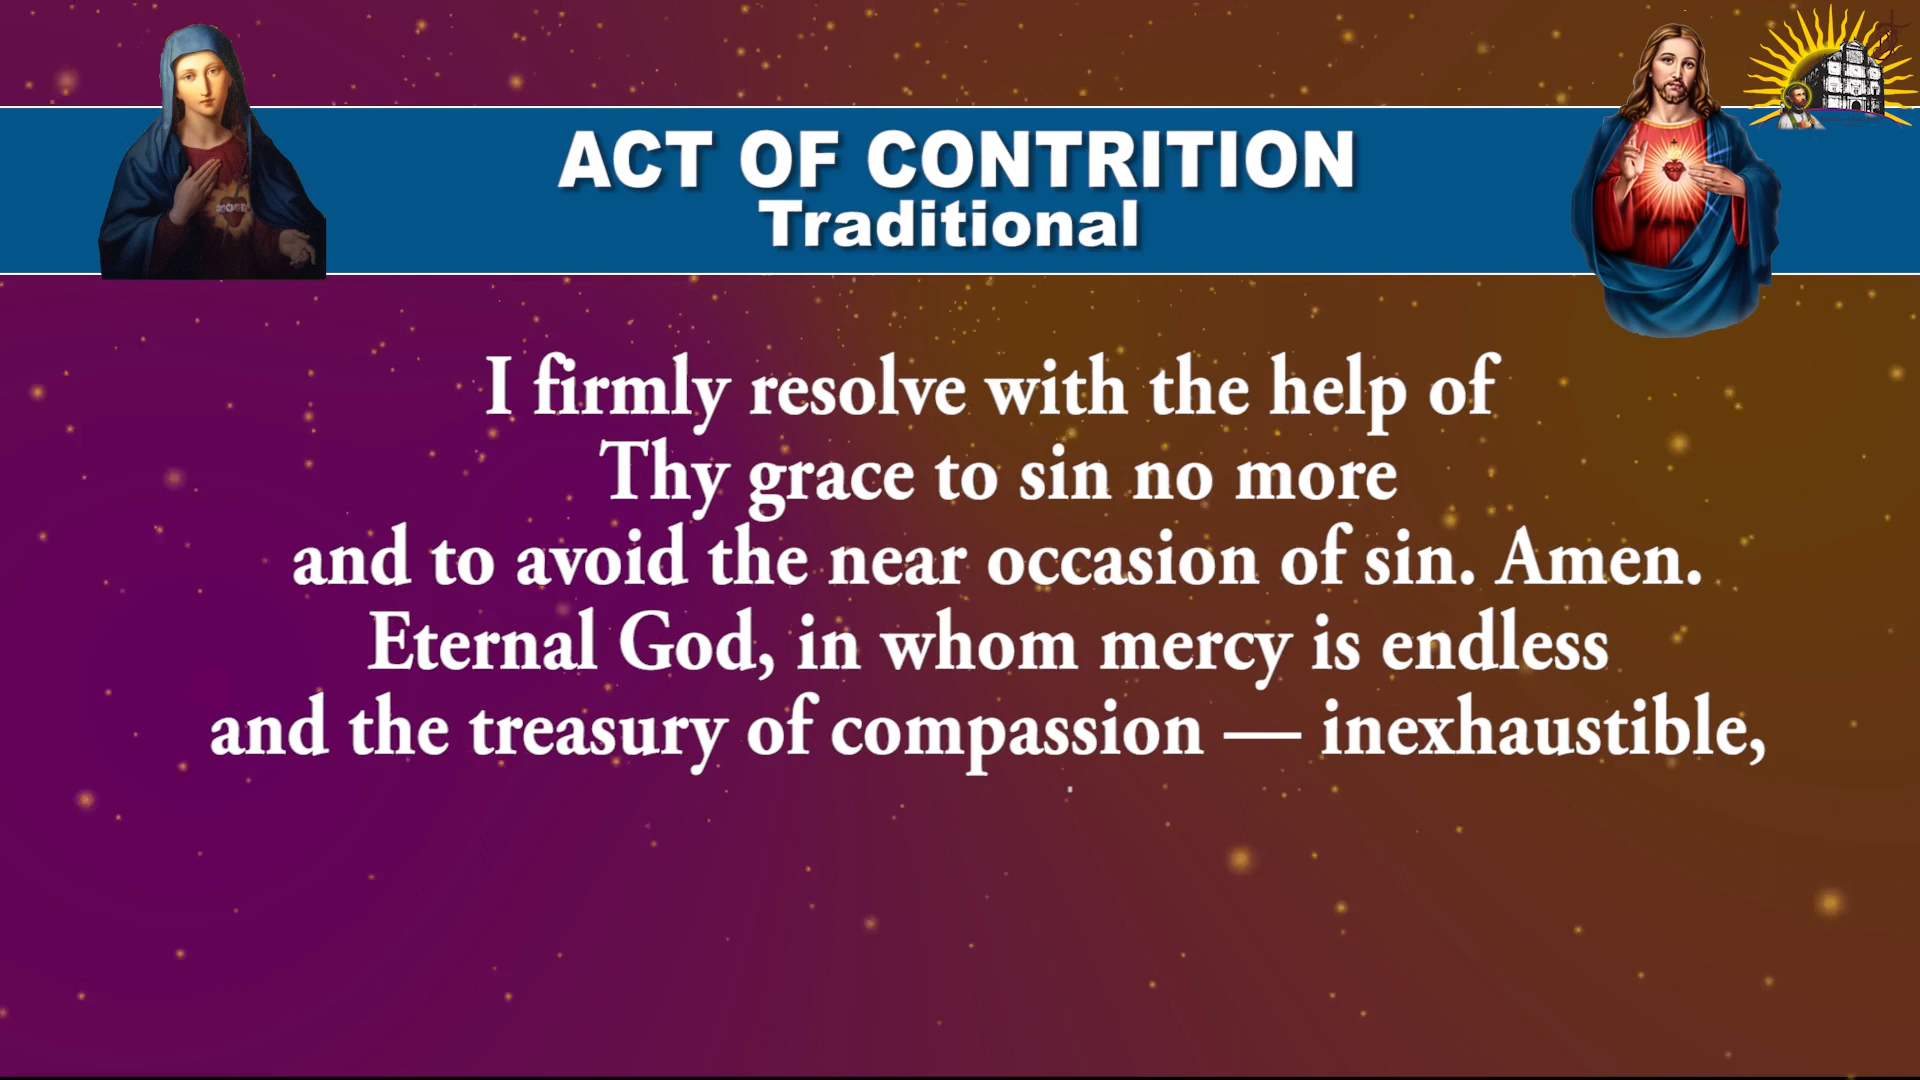 ACT OF CONTRITION
Traditional
I firmly resolve with the help of
Thy grace to sin no more
and to avoid the near occasion of sin. Amen.
Eternal God, in whom mercy is endless
and the treasury of compassion — inexhaustible,